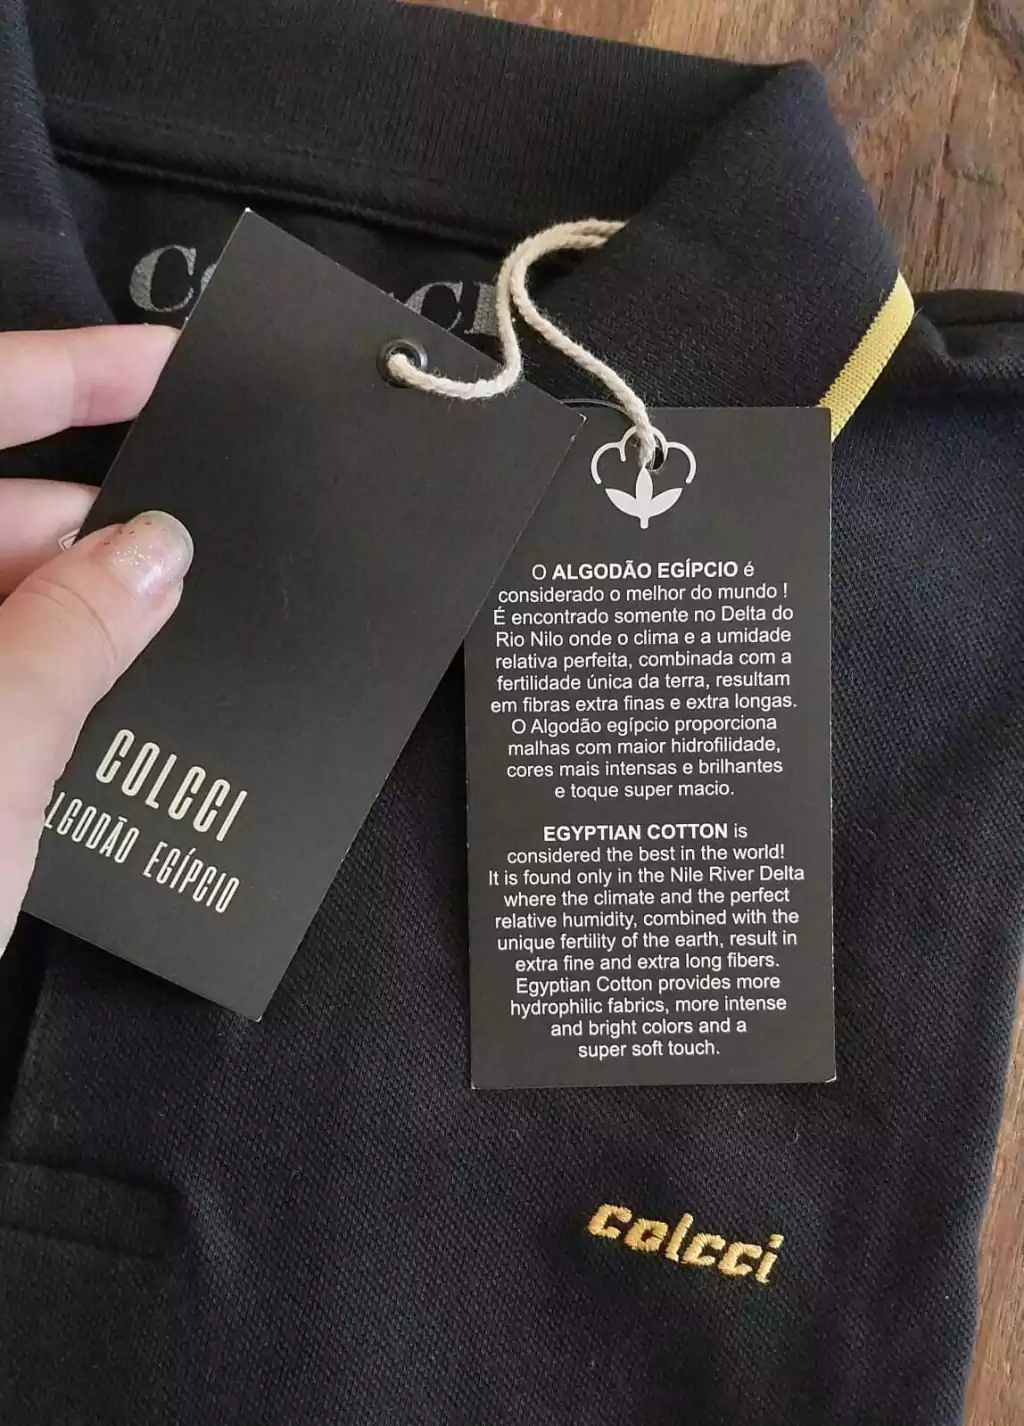 COLCCI
ALGODÃO EGÍPCIO
O ALGODÃO EGÍPCIO é
considerado o melhor do mundo !
É encontrado somente no Delta do
Rio Nilo onde o clima e a umidade
relativa perfeita, combinada com a
fertilidade única da terra, resultam
em fibras extra finas e extra longas.
O Algodão egípcio proporciona
malhas com maior hidrofilidade,
cores mais intensas e brilhantes
e toque super macio.
EGYPTIAN COTTON is
considered the best in the world!
It is found only in the Nile River Delta
where the climate and the perfect
relative humidity, combined with the
unique fertility of the earth, result in
extra fine and extra long fibers.
Egyptian Cotton provides more
hydrophilic fabrics, more intense
and bright colors and a
super soft touch.
colcci